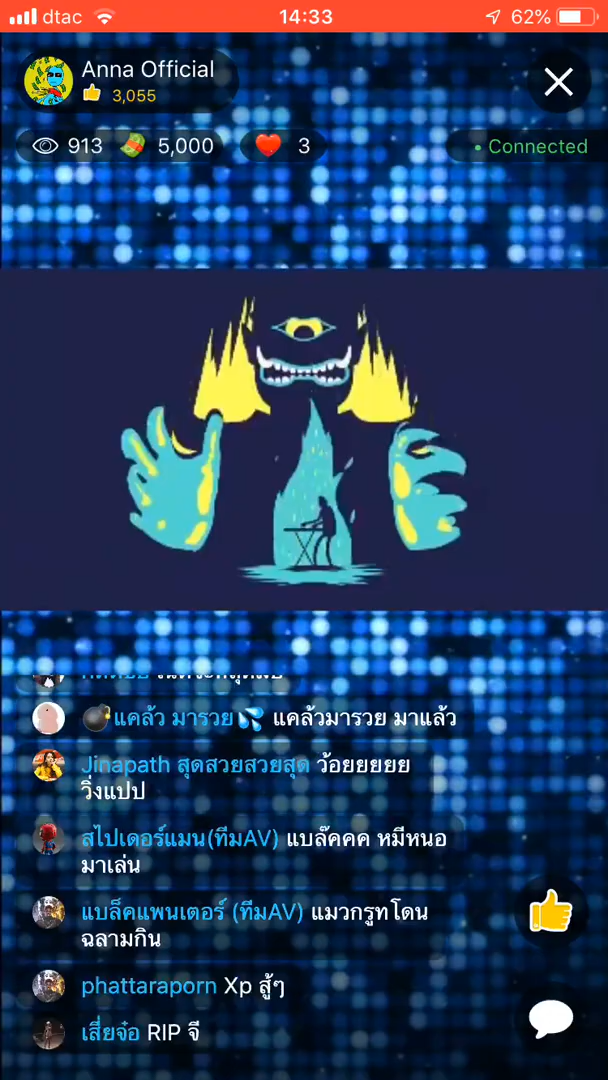 dtac 14:33 62%
Anna Official
3,055
913 5,000 3 • Connected
แคล้ว มารวย แคล้วมารวย มาแล้ว
Jinapath สุดสวยสวยสุด ว้อยยยยย
วิ่งแปป
สไปเดอร์แมน(ทีมAV) แบล๊คคค หมีหนอ
มาเล่น
แบล็คแพนเตอร์ (ทีมAV) แมวกรูทโดน
ฉลามกิน
phattaraporn Xp สู้ๆ
เสี่ยจ๋อ RIP จี